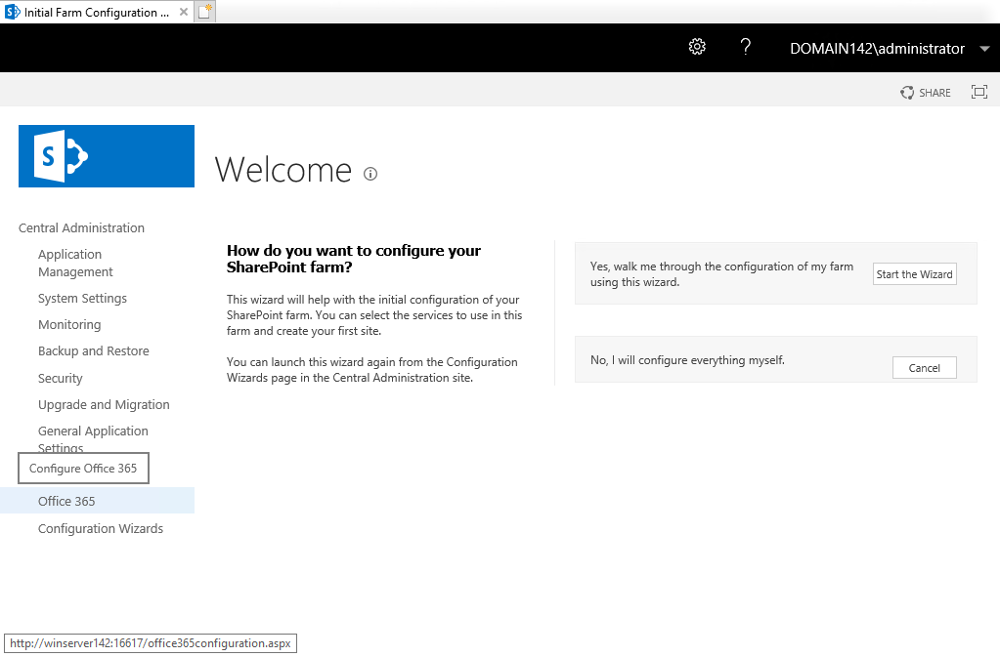 Initial Farm Configuration ...
DOMAIN142\administrator
SHARE
S
Welcome
Central Administration
Application
Management
System Settings
Monitoring
Backup and Restore
Security
Upgrade and Migration
General Application
Settings
Configure Office 365
Office 365
Configuration Wizards
How do you want to configure your
SharePoint farm?
This wizard will help with the initial configuration of your
SharePoint farm. You can select the services to use in this
farm and create your first site.
You can launch this wizard again from the Configuration
Wizards page in the Central Administration site.
Yes, walk me through the configuration of my farm
using this wizard.
Start the Wizard
No, I will configure everything myself.
Cancel
http://winserver142:16617/office365configuration.aspx